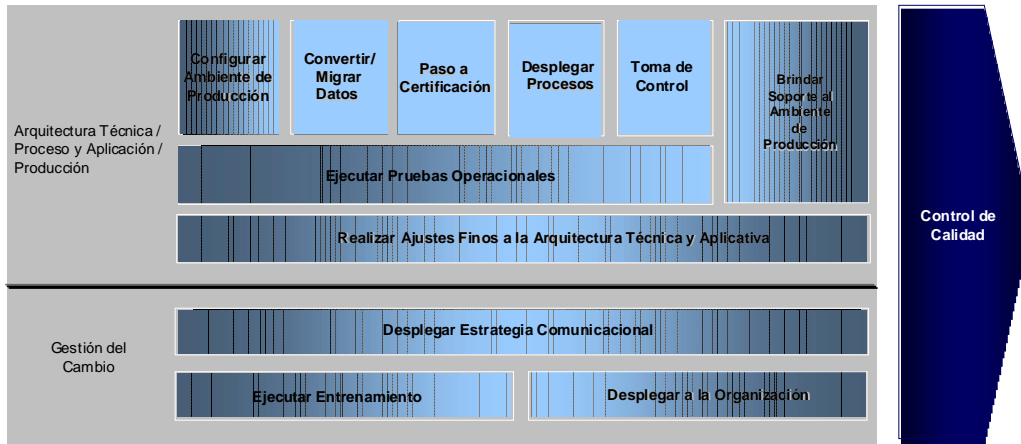 Configurar
Ambiente de
Producción
Convertir/
Migrar
Datos
Paso a
Certificación
Desplegar
Procesos
Toma de
Control
Brindar
Soporte al
Ambiente
de
Producción
Arquitectura Técnica /
Proceso y Aplicación /
Producción
Ejecutar Pruebas Operacionales
Realizar Ajustes Finos a la Arquitectura Técnica y Aplicativa
Control de
Calidad
Desplegar Estrategia Comunicacional
Gestión del
Cambio
Ejecutar Entrenamiento
Desplegar a la Organización